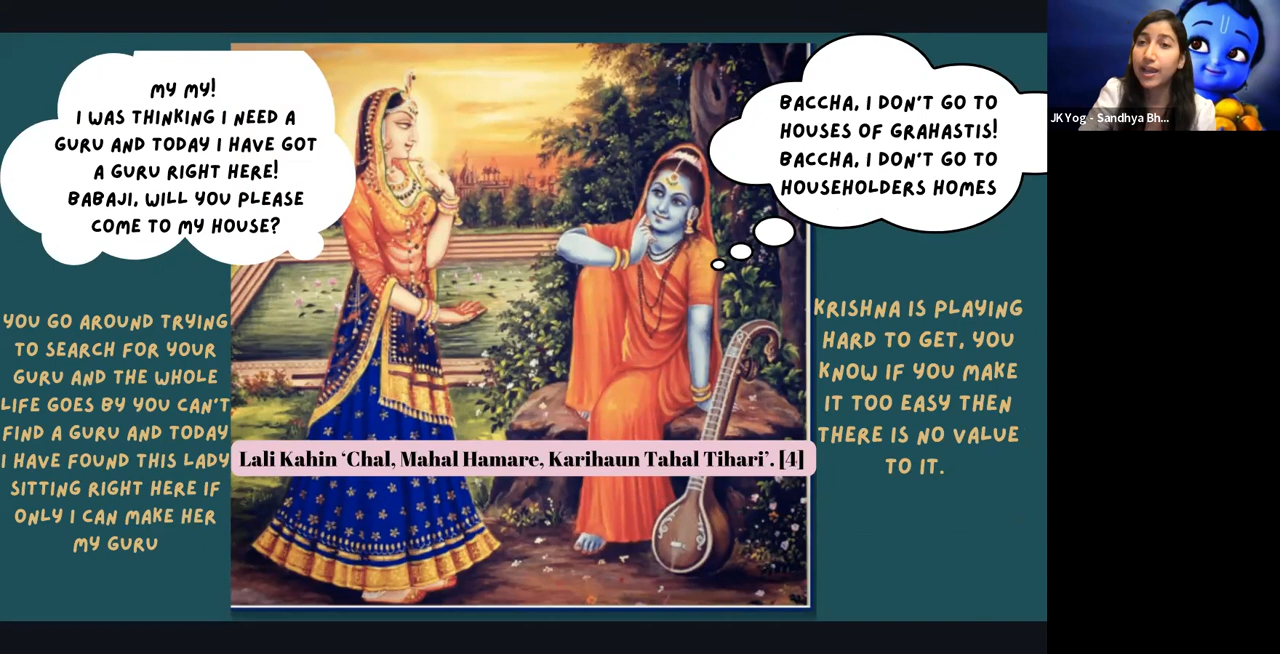 MY MY!
I WAS THINKING I NEED A
GURU AND TODAY I HAVE GOT
A GURU RIGHT HERE!
BABAJI, WILL YOU PLEASE
COME TO MY HOUSE?
BACCHA, I DON'T GO TO
HOUSES OF GRAHASTIS!
BACCHA, I DON'T GO TO
HOUSEHOLDERS HOMES
YOU GO AROUND TRYING
TO SEARCH FOR YOUR
GURU AND THE WHOLE
LIFE GOES BY YOU CAN'T
FIND A GURU AND TODAY
I HAVE FOUND THIS LADY
SITTING RIGHT HERE IF
ONLY I CAN MAKE HER
MY GURU
Lali Kahin ‘Chal, Mahal Hamare, Karihaun Tahal Tihari’. [4]
KRISHNA IS PLAYING
HARD TO GET, YOU
KNOW IF YOU MAKE
IT TOO EASY THEN
THERE IS NO VALUE
TO IT.
JKYog - Sandhya Bh...